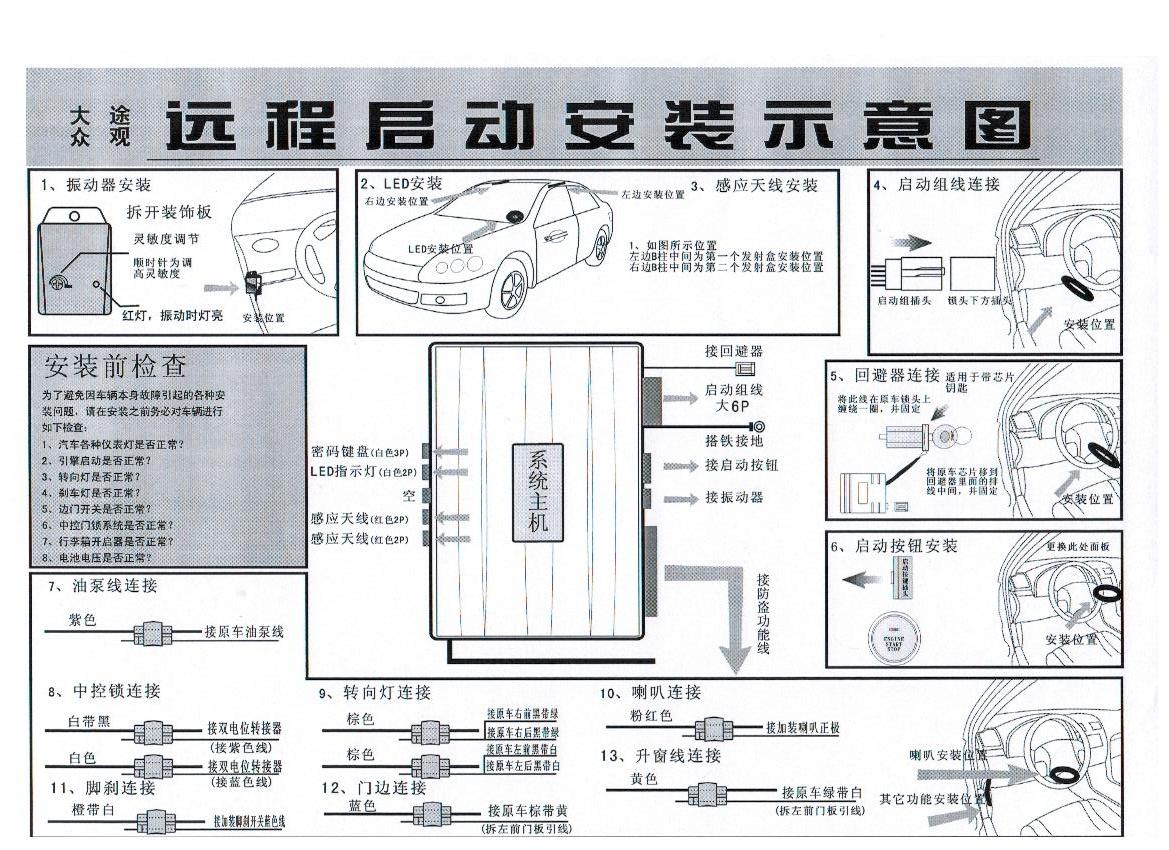 大众
途观
远程启动安装示意图
1、振动器安装
拆开装饰板
灵敏度调节
顺时针为调
高灵敏度
红灯，振动时灯亮
安装位置
2、LED安装
右边安装位置
LED安装位置
左边安装位置
3、感应天线安装
1、如图所示位置
左边B柱中间为第一个发射盒安装位置
右边B柱中间为第二个发射盒安装位置
4、启动组线连接
启动组插头
锁头下方插头
安装位置
安装前检查
为了避免因车辆本身故障引起的各种安
装问题，请在安装之前务必对车辆进行
如下检查：
1、汽车各种仪表灯是否正常？
2、引擎启动是否正常？
3、转向灯是否正常？
4、刹车灯是否正常？
5、边门开关是否正常？
6、中控门锁系统是否正常？
7、行李箱开启器是否正常？
8、电池电压是否正常？
密码键盘(白色3P)
LED指示灯(白色2P)
空
感应天线(红色2P)
感应天线(红色2P)
系统主机
接回避器
启动组线
大6P
搭铁接地
接启动按钮
接振动器
接防盗功能线
5、回避器连接 适用于带芯片
钥匙
将此线在原车锁头上
缠绕一圈，并固定
将原车芯片移到
回避器里面的排
线中间，并固定
安装位置
6、启动按钮安装
更换此处面板
启动按键插头
ENGINE
START
STOP
安装位置
7、油泵线连接
紫色
接原车油泵线
8、中控锁连接
白带黑
接双电位转接器
(接紫色线)
白色
接双电位转接器
(接蓝色线)
9、转向灯连接
棕色
接原车右前黑带绿
接原车右后黑带绿
棕色
接原车左前黑带白
接原车左后黑带白
10、喇叭连接
粉红色
接加装喇叭正极
11、脚刹连接
橙带白
接加装脚刹开关蓝色线
12、门边连接
蓝色
接原车棕带黄
(拆左前门板引线)
13、升窗线连接
黄色
接原车绿带白
(拆左前门板引线)
喇叭安装位置
其它功能安装位置